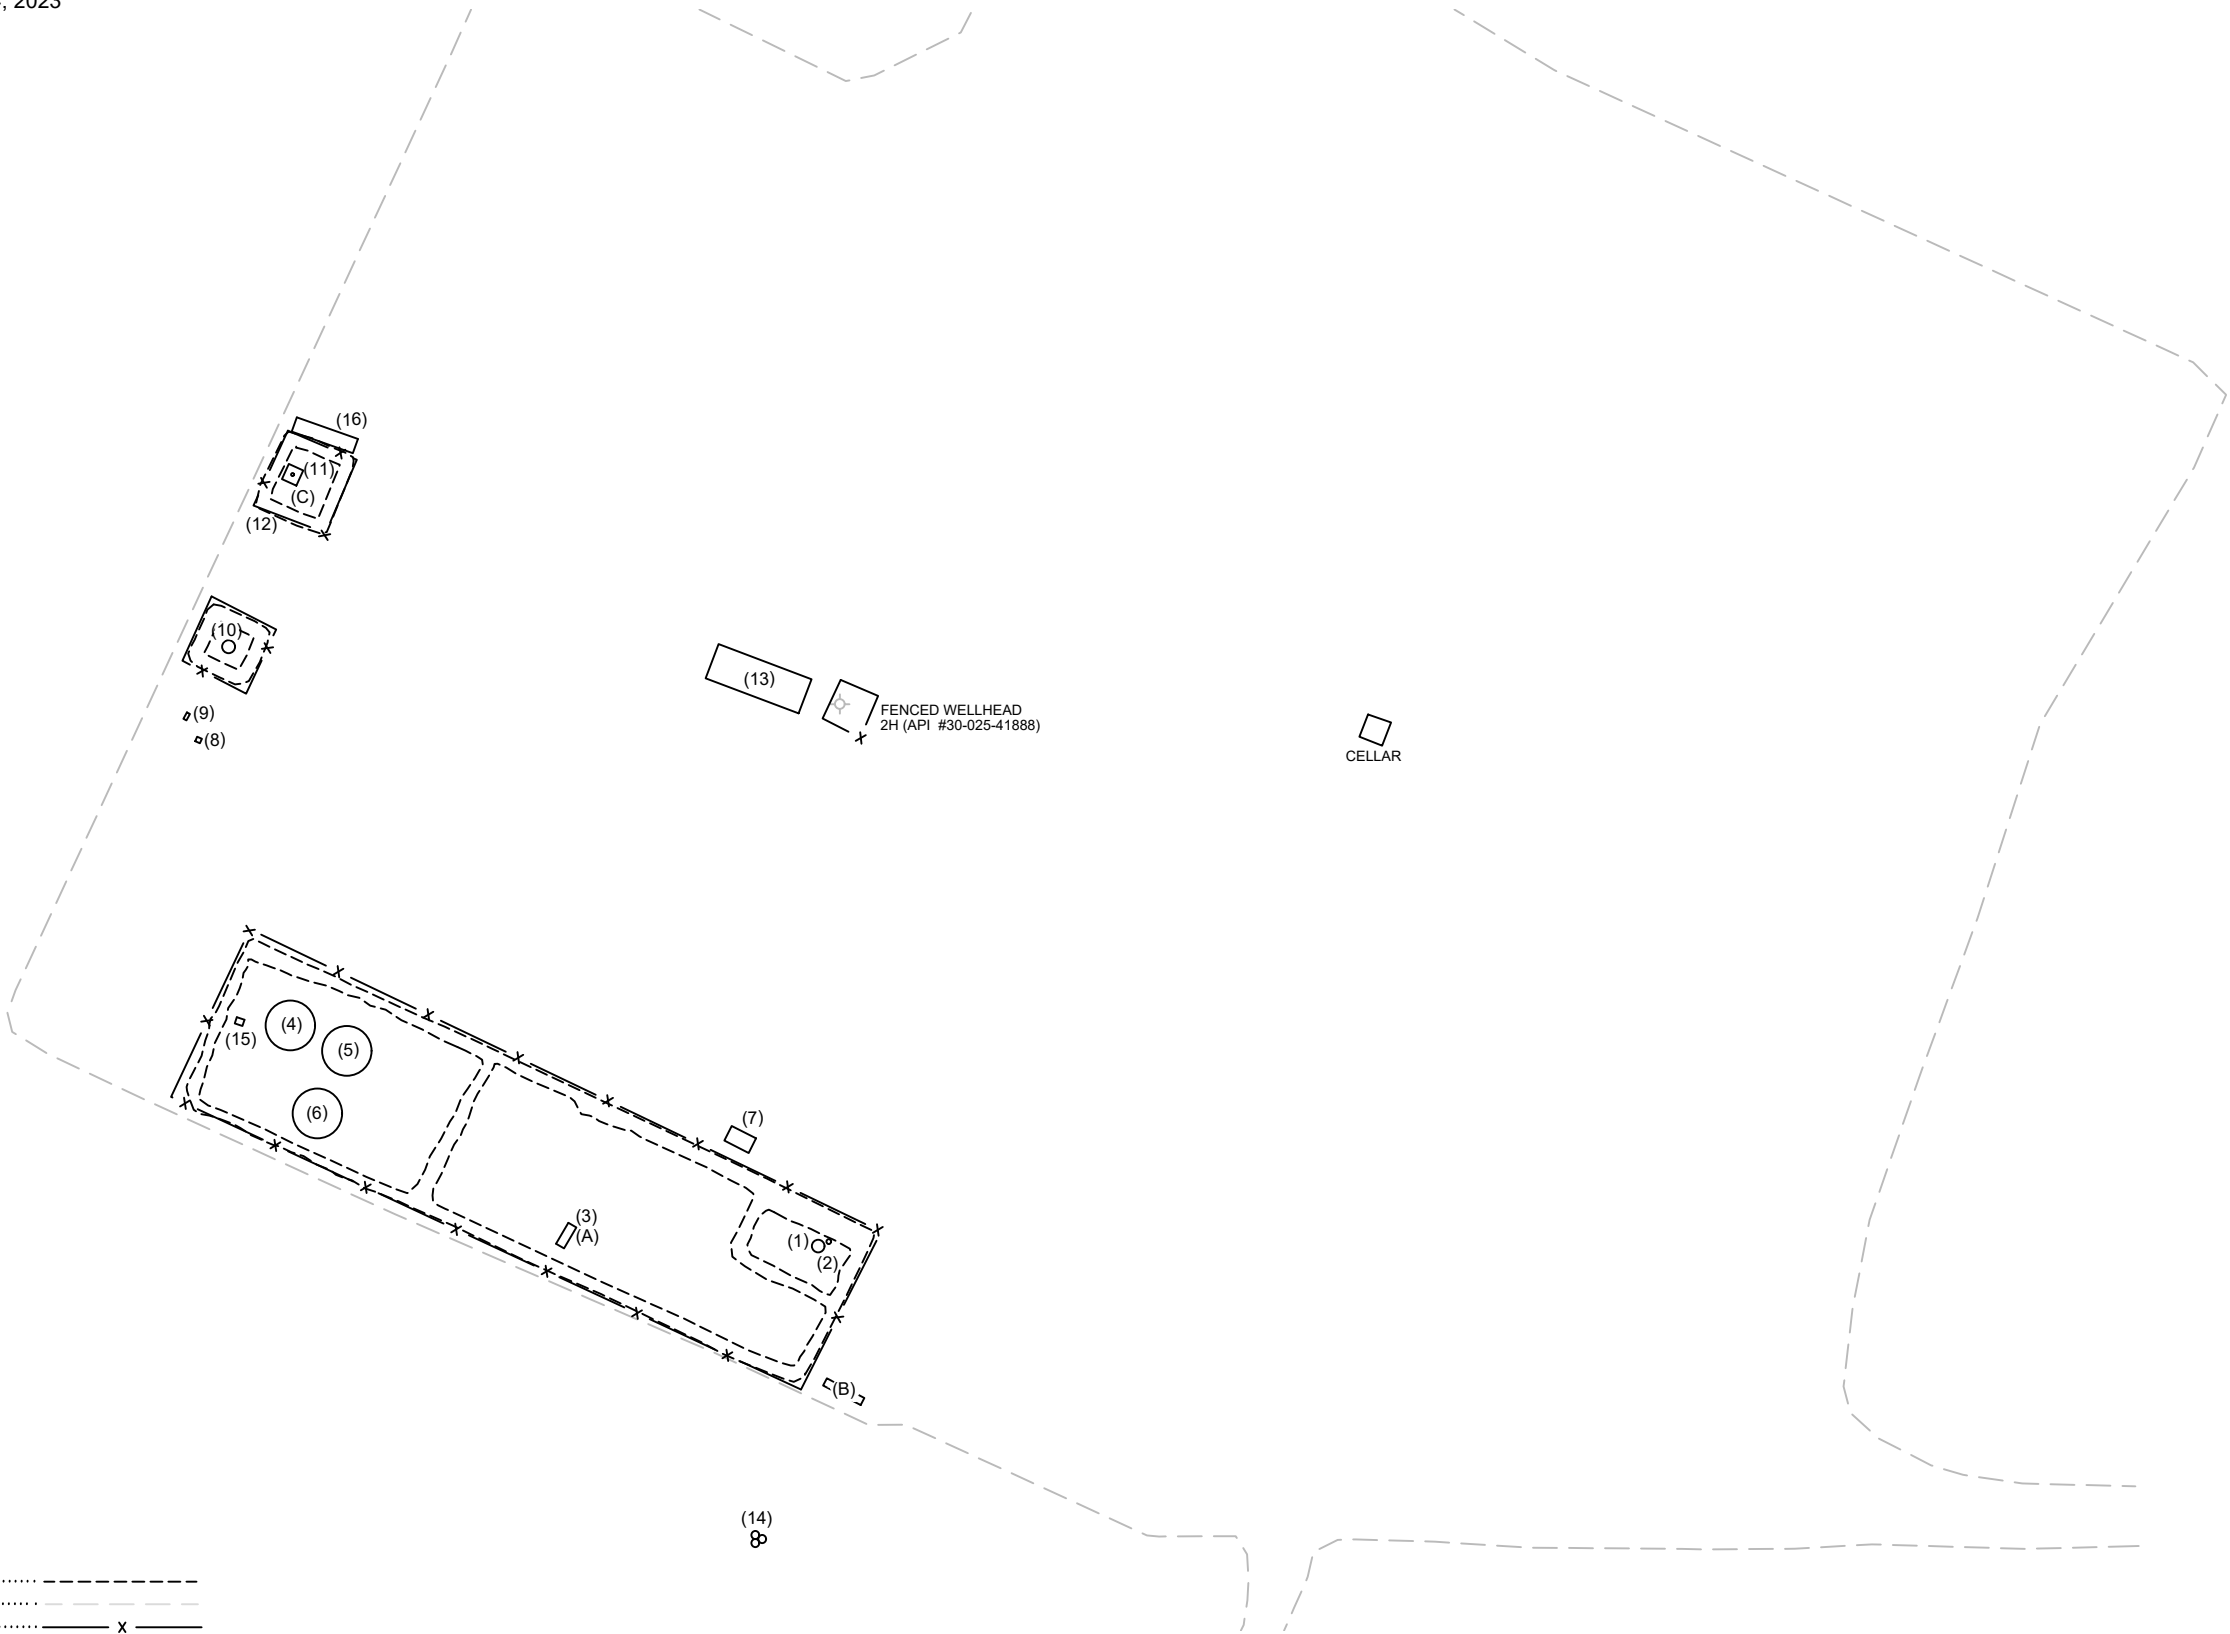 , 2023
(16)
(11)
(C)
(12)
(10)
(9)
(8)
(13)
FENCED WELLHEAD
2H (API #30-025-41888)
CELLAR
(4)
(15)
(5)
(6)
(7)
(3)
(A)
(1)
(2)
(B)
(14)
x